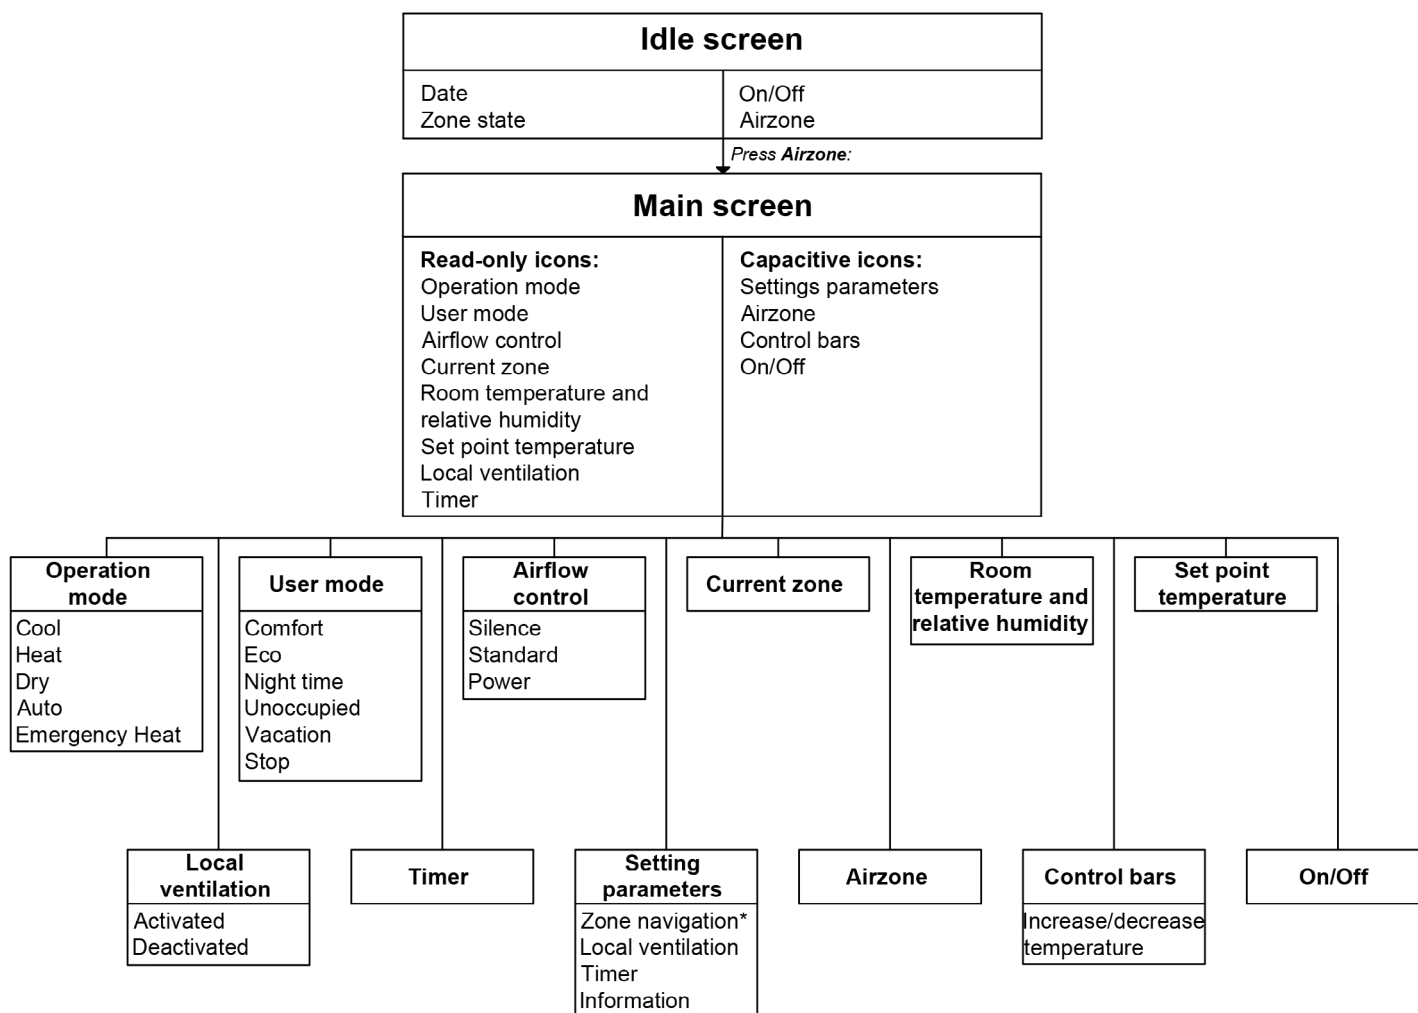 Idle screen
Date
Zone state
On/Off
Airzone
Press Airzone:
Main screen
Read-only icons:
Operation mode
User mode
Airflow control
Current zone
Room temperature and
relative humidity
Set point temperature
Local ventilation
Timer
Capacitive icons:
Settings parameters
Airzone
Control bars
On/Off
Operation
mode
Cool
Heat
Dry
Auto
Emergency Heat
User mode
Comfort
Eco
Night time
Unoccupied
Vacation
Stop
Airflow
control
Silence
Standard
Power
Current zone
Room
temperature and
relative humidity
Set point
temperature
Local
ventilation
Activated
Deactivated
Timer
Setting
parameters
Zone navigation*
Local ventilation
Timer
Information
Airzone
Control bars
Increase/decrease
temperature
On/Off